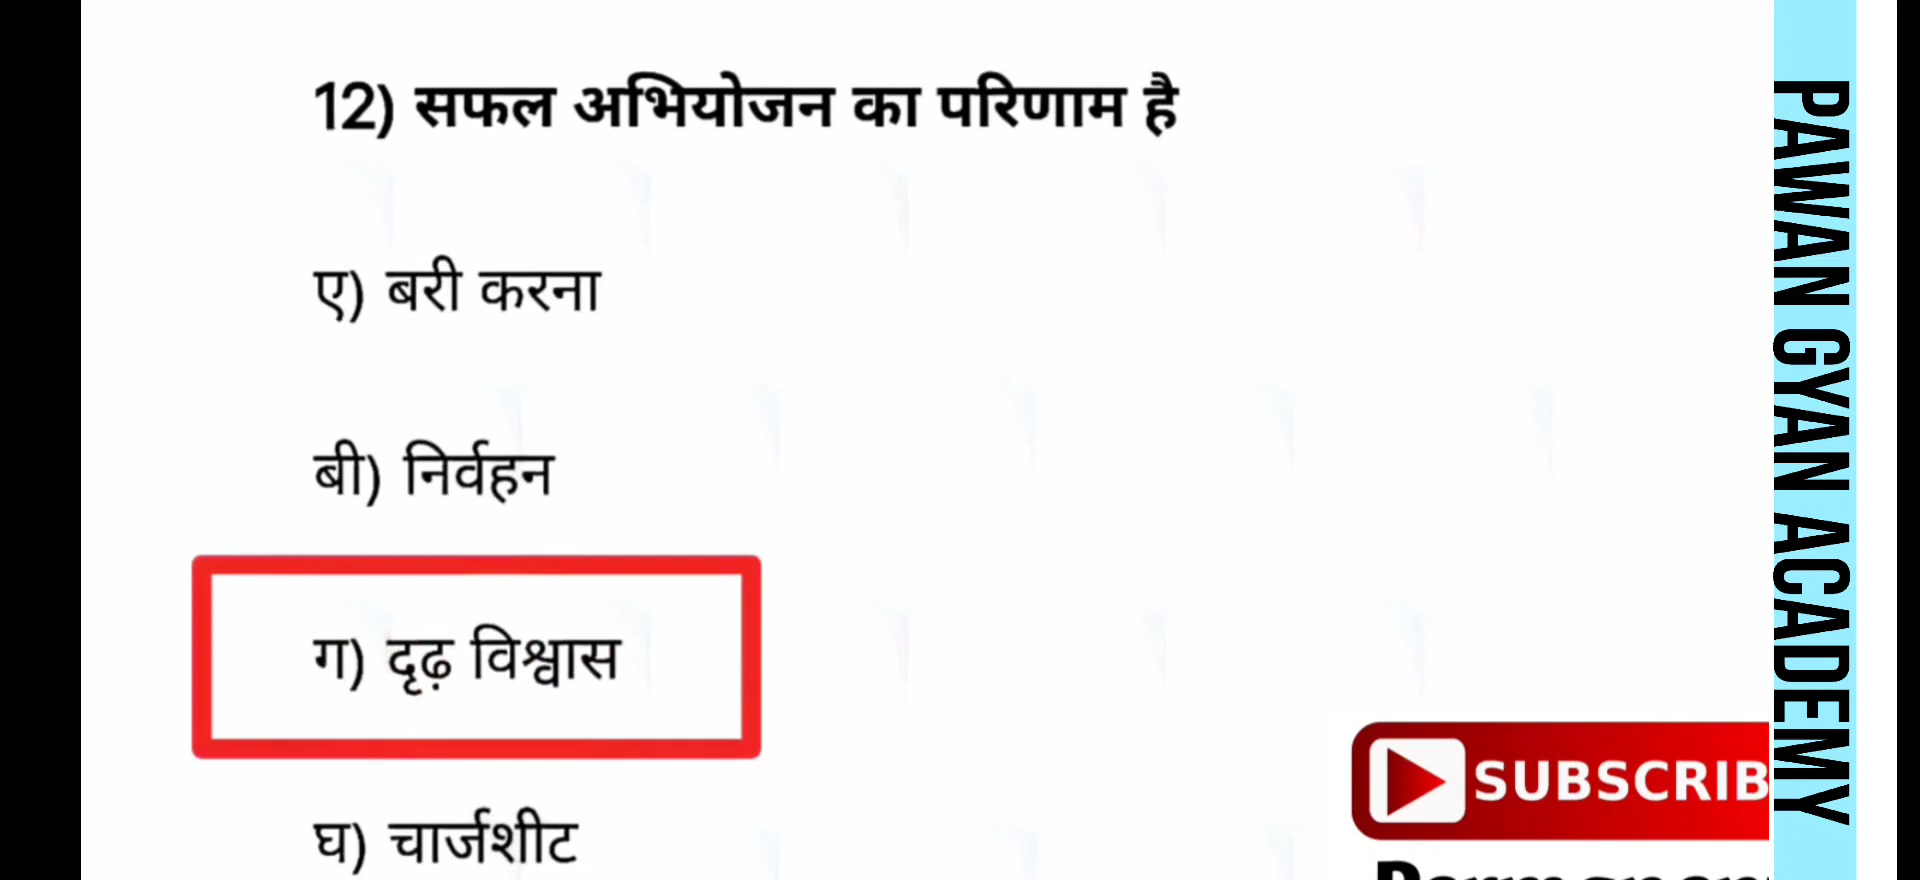 12) सफल अभियोजन का परिणाम है
ए) बरी करना
बी) निर्वहन
ग) दृढ़ विश्वास
घ) चार्जशीट
SUBSCRIB
PAWAN GYAN ACADEMY